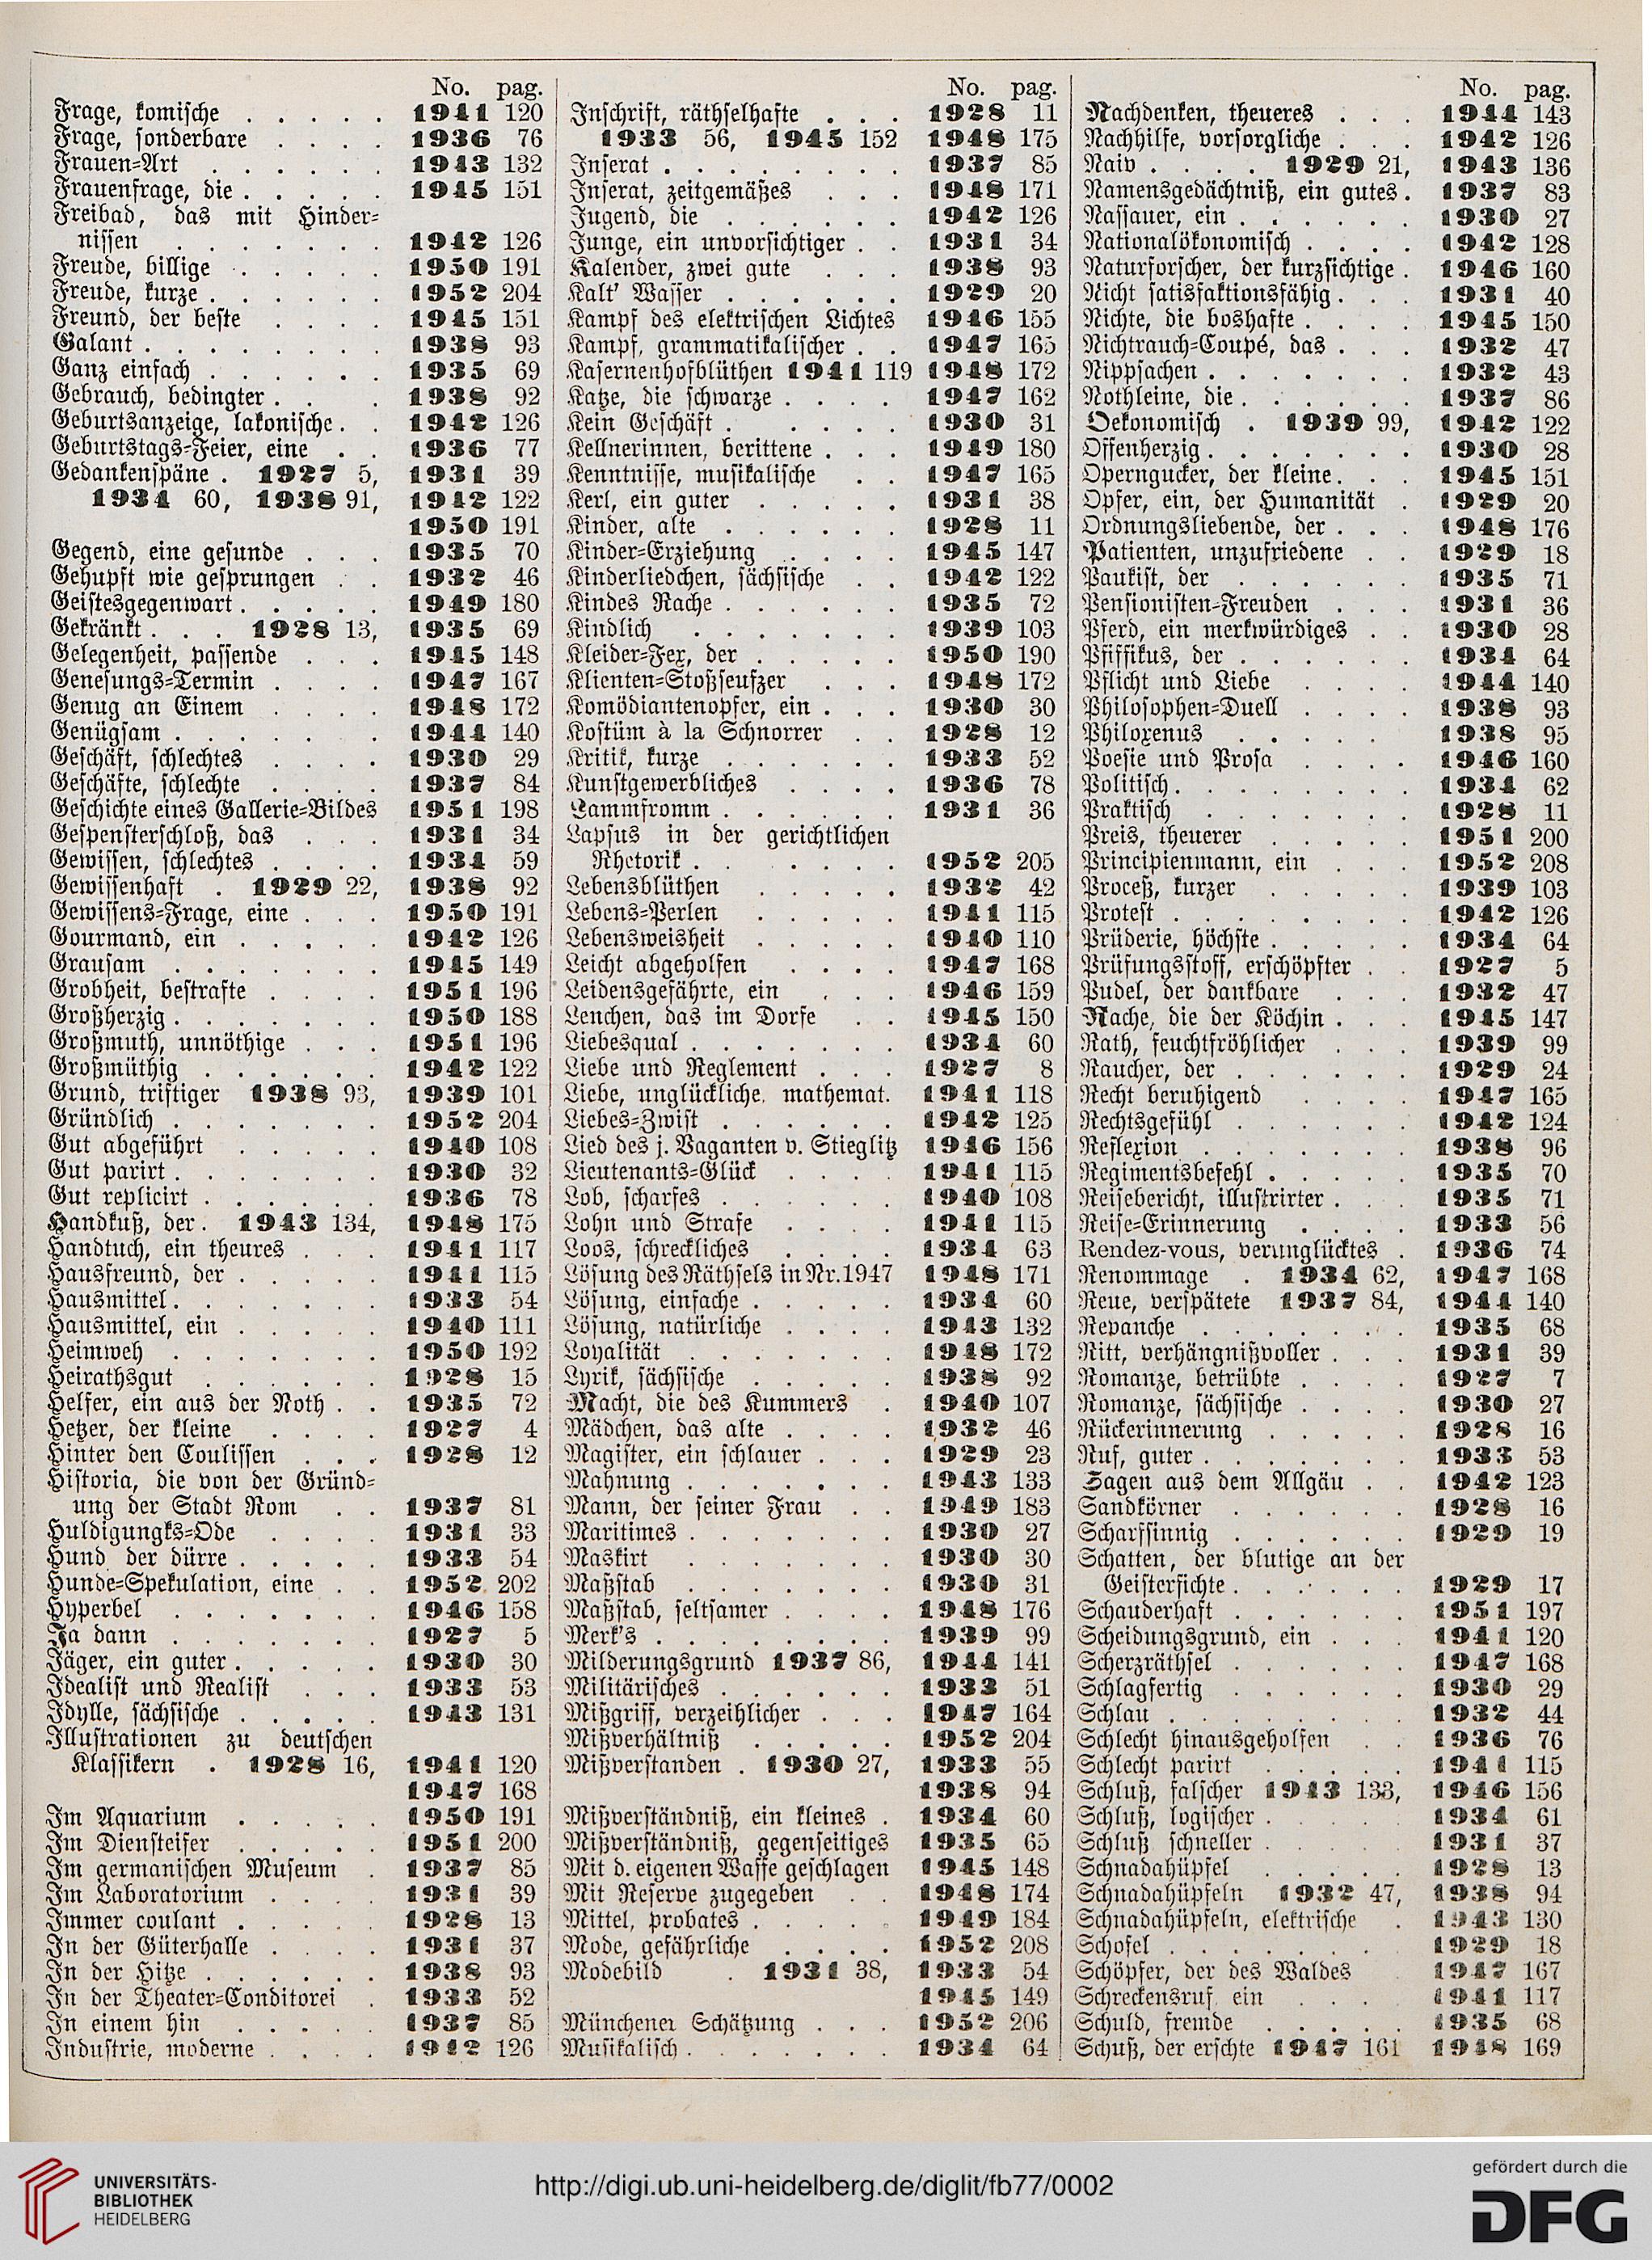 No. pag.
Frage, komische . . . . . 1941 120
Frage, sonderbare . . . . 1936 76
Frauen-Art . . . . . . 1943 132
Frauenfrage, die . . . . . 1945 151
Freibad, das mit Hinder-
nissen . . . . . . . 1942 126
Freude, billige . . . . . 1950 191
Freude, kurze . . . . . . 1952 204
Freund, der beste . . . . 1945 151
Galant . . . . . . . . 1938 93
Ganz einfach . . . . . . 1935 69
Gebrauch, bedingter . . . . 1938 92
Geburtsanzeige, lakonische . . 1942 126
Geburtstags-Feier, eine . . 1936 77
Gedankenspäne . 1927 5, 1931 39
1934 60, 1938 91, 1942 122
1950 191
Gegend, eine gesunde . . . 1935 70
Gehupft wie gesprungen . . 1932 46
Geistesgegenwart . . . . . 1949 180
Gekränkt . . . 1928 13, 1935 69
Gelegenheit, passende . . . 1945 148
Genesungs-Termin . . . . 1947 167
Genug an Einem . . . . 1948 172
Genügsam . . . . . . . 1944 140
Geschäft, schlechtes . . . . 1930 29
Geschäfte, schlechte . . . . 1937 84
Geschichte eines Gallerie-Bildes 1951 198
Gespensterschloß, das . . . 1931 34
Gewissen, schlechtes . . . . 1934 59
Gewissenhaft . 1929 22, 1938 92
Gewissens-Frage, eine . . . 1950 191
Gourmand, ein . . . . . 1942 126
Grausam . . . . . . . 1945 149
Grobheit, bestrafte . . . . 1951 196
Großherzig . . . . . . . 1950 188
Großmuth, unnöthige . . . 1951 196
Großmüthig . . . . . . 1942 122
Grund, triftiger 1938 93, 1939 101
Gründlich . . . . . . . 1952 204
Gut abgeführt . . . . . 1940 108
Gut parirt . . . . . . . 1930 32
Gut replicirt . . . . . . 1936 78
Handkuß, der . 1943 134, 1948 175
Handtuch, ein theures . . . 1941 117
Hausfreund, der . . . . . 1941 115
Hausmittel . . . . . . . 1933 54
Hausmittel, ein . . . . . 1940 111
Heimweh . . . . . . . 1950 192
Heirathsgut . . . . . . 1928 15
Helfer, ein aus der Noth . . 1935 72
Hetzer, der kleine . . . . 1927 4
Hinter den Coulissen . . . 1928 12
Historia, die von der Gründ-
ung der Stadt Rom . . 1937 81
Huldigungks-Ode . . . . 1931 33
Hund der dürre . . . . . 1933 54
Hunde-Spekulation, eine . . 1952 202
Hyperbel . . . . . . . 1946 158
Ja dann . . . . . . . 1927 5
Jäger, ein guter . . . . . 1930 30
Idealist und Realist . . . 1933 53
Idylle, sächsische . . . . . 1943 131
Illustrationen zu deutschen
Klassikern . 1928 16, 1941 120
1947 168
Im Aquarium . . . . . 1950 191
Im Diensteifer . . . . . 1951 200
Im germanischen Museum . 1937 85
Im Laboratorium . . . . 1931 39
Immer coulant . . . . . 1928 13
In der Güterhalle . . . . 1931 37
In der Hitze . . . . . . 1938 93
In der Theater-Conditorei . 1933 52
In einem hin . . . . . 1937 85
Industrie, moderne . . . . 1942 126
No. pag.
Inschrift, räthselhafte . . . 1928 11
1933 56, 1945 152 1948 175
Inserat . . . . . . . . 1937 85
Inserat, zeitgemäßes . . . 1948 171
Jugend, die . . . . . . 1942 126
Junge, ein unvorsichtiger . . 1931 34
Kalender, zwei gute . . . 1938 93
Kalt' Wasser . . . . . . 1929 20
Kampf des elektrischen Lichtes 1946 155
Kampf, grammatikalischer . . 1947 165
Kasernenhofblüthen 1941 119 1948 172
Katze, die schwarze . . . . 1947 162
Kein Geschäft . . . . . . 1930 31
Kellnerinnen, berittene . . . 1949 180
Kenntnisse, musikalische . . 1947 165
Kerl, ein guter . . . . . 1931 38
Kinder, alte . . . . . . 1928 11
Kinder-Erziehung . . . . 1945 147
Kinderliedchen, sächsische . . 1942 122
Kindes Rache . . . . . . 1935 72
Kindlich . . . . . . . 1939 103
Kleider-Fex, der . . . . . 1950 190
Klienten-Stoßseufzer . . . 1948 172
Komödiantenopfer, ein . . . 1930 30
Kostüm à la Schnorrer . . 1928 12
Kritik, kurze . . . . . . 1933 52
Kunstgewerbliches . . . . 1936 78
Lammfromm . . . . . . 1931 36
Lapsus in der gerichtlichen
Rhetorik . . . . . . 1952 205
Lebensblüthen . . . . . 1932 42
Lebens-Perlen . . . . . 1941 115
Lebensweisheit . . . . . 1940 110
Leicht abgeholfen . . . . 1947 168
Leidensgefährte, ein . . . 1946 159
Lenchen, das im Dorfe . . 1945 150
Liebesqual . . . . . . . 1934 60
Liebe und Reglement . . . 1927 8
Liebe, unglückliche, mathemat. 1941 118
Liebes-Zwist . . . . . . 1942 125
Lied des j. Vaganten v. Stieglitz 1946 156
Lieutenants-Glück . . . . 1941 115
Lob, scharfes . . . . . . 1940 108
Lohn und Strafe . . . . 1941 115
Loos, schreckliches . . . . 1934 63
Lösung des Räthsels in Nr. 1947 1948 171
Lösung, einfache . . . . . 1934 60
Lösung, natürliche . . . . 1943 132
Loyalität . . . . . . . 1948 172
Lyrik, sächsische . . . . . 1938 92
Macht, die des Kummers . 1940 107
Mädchen, das alte . . . . 1932 46
Magister, ein schlauer . . . 1929 23
Mahnung . . . . . . . 1943 133
Mann, der seiner Frau . . 1949 183
Maritimes . . . . . . . 1930 27
Maskirt . . . . . . . 1930 30
Maßstab . . . . . . . 1930 31
Maßstab, seltsamer . . . . 1948 176
Merk's . . . . . . . . 1939 99
Milderungsgrund 1937 86, 1944 141
Militärisches . . . . . . 1933 51
Mißgriff, verzeihlicher . . . 1947 164
Mißverhältniß . . . . . 1952 204
Mißverstanden . 1930 27, 1933 55
1938 94
Mißverständniß, ein kleines . 1934 60
Mißverständniß, gegenseitiges 1935 65
Mit d. eigenen Waffe geschlagen 1945 148
Mit Reserve zugegeben . . 1948 174
Mittel, probates . . . . . 1949 184
Mode, gefährliche . . . . 1952 208
Modebild . 1931 38, 1933 54
1945 149
Münchener Schätzung . . . 1952 206
Musikalisch . . . . . . . 1934 64
No. pag.
Nachdenken, theueres . . . 1944 143
Nachhilfe, vorsorgliche . . . 1942 126
Naiv . . . . 1929 21, 1943 136
Namensgedächtniß, ein gutes . 1937 83
Nassauer, ein . . . . . . 1930 27
Nationalökonomisch . . . . 1942 128
Naturforscher, der kurzsichtige . 1946 160
Nicht satisfaktionsfähig . . . 1931 40
Nichte, die boshafte . . . . 1945 150
Nichtrauch-Coupé, das . . . 1932 47
Nippsachen . . . . . . . 1932 43
Nothleine, die . . . . . . 1937 86
Oekonomisch . 1939 99, 1942 122
Offenherzig . . . . . . . 1930 28
Operngucker, der kleine . . . 1945 151
Opfer, ein, der Humanität . 1929 20
Ordnungsliebende, der . . . 1948 176
Patienten, unzufriedene . . 1929 18
Paukist, der . . . . . . 1935 71
Pensionisten-Freuden . . . 1931 36
Pferd, ein merkwürdiges . . 1930 28
Pfiffikus, der . . . . . . 1934 64
Pflicht und Liebe . . . . 1944 140
Philosophen-Duell . . . . 1938 93
Philoxenus . . . . . 1938 95
Poesie und Prosa . . . . 1946 160
Politisch . . . . . . . . 1934 62
Praktisch . . . . . . . 1928 11
Preis, theuerer . . . . . 1951 200
Principienmann, ein . . . 1952 208
Proceß, kurzer . . . . . 1939 103
Protest . . . . . . . . 1942 126
Prüderie, höchste . . . . . 1934 64
Prüfungsstoff, erschöpfter . . 1927 5
Pudel, der dankbare . . . 1932 47
Rache, die der Köchin . . . 1945 147
Rath, feuchtfröhlicher . . . 1939 99
Raucher, der . . . . . . 1929 24
Recht beruhigend . . . . 1947 165
Rechtsgefühl . . . . . . 1942 124
Reflexion . . . . . . . 1938 96
Regimentsbefehl . . . . . 1935 70
Reisebericht, illustrirter . . . 1935 71
Reise-Erinnerung . . . . 1933 56
Rendez-vous, verunglücktes . 1936 74
Renommage . 1934 62, 1947 168
Reue, verspätete 1937 84, 1944 140
Revanche . . . . . . . 1935 68
Ritt, verhängnißvoller . . . 1931 39
Romanze, betrübte . . . . 1927 7
Romanze, sächsische . . . . 1930 27
Rückerinnerung . . . . . 1928 16
Ruf, guter . . . . . . . 1933 53
Sagen aus dem Allgäu . . 1942 123
Sandkörner . . . . . . 1928 16
Scharfsinnig . . . . . . 1929 19
Schatten, der blutige an der
Geisterfichte . . . . . . 1929 17
Schauderhaft . . . . . . 1951 197
Scheidungsgrund, ein . . . 1941 120
Scherzräthsel . . . . . . 1947 168
Schlagfertig . . . . . . 1930 29
Schlau . . . . . . . . 1932 44
Schlecht hinausgeholfen . . 1936 76
Schlecht parirt . . . . . 1941 115
Schluß, falscher 1943 133, 1946 156
Schluß, logischer . . . . . 1934 61
Schluß schneller . . . . . 1931 37
Schnadahüpfel . . . . . 1928 13
Schnadahüpfeln 1932 47, 1938 94
Schnadahüpfeln, elektrische . 1943 130
Schofel . . . . . . . . 1929 18
Schöpfer, der des Waldes 1947 167
Schreckensruf, ein . . . . 1941 117
Schuld, fremde . . . . . 1935 68
Schuß, der erschte 1947 161 1948 169
UNIVERSITÄTS-
BIBLIOTHEK
HEIDELBERG
http://digi.ub.uni-heidelberg.de/diglit/fb77/0002
gefördert durch die
DFG